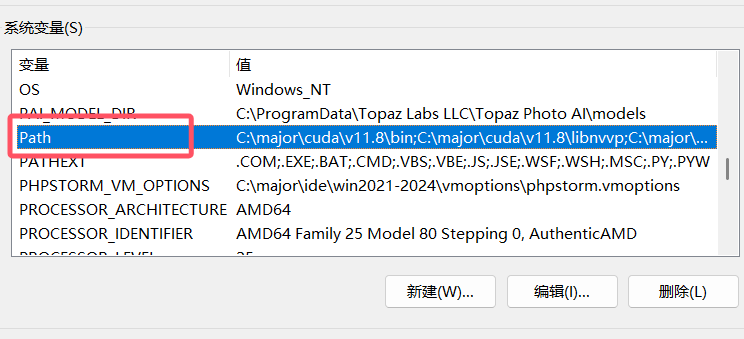 系统变量(S)
变量 值
OS Windows_NT
PAI_MODEL_DIR C:\ProgramData\Topaz Labs LLC\Topaz Photo AI\models
Path C:\major\cuda\v11.8\bin;C:\major\cuda\v11.8\libnvvp;C:\major\...
PATHEXT .COM;.EXE;.BAT;.CMD;.VBS;.VBE;.JS;.JSE;.WSF;.WSH;.MSC;.PY;.PYW
PHPSTORM_VM_OPTIONS C:\major\ide\win2021-2024\vmoptions\phpstorm.vmoptions
PROCESSOR_ARCHITECTURE AMD64
PROCESSOR_IDENTIFIER AMD64 Family 25 Model 80 Stepping 0, AuthenticAMD
PROCESSOR_LEVEL 25
新建(W)... 编辑(I)... 删除(L)